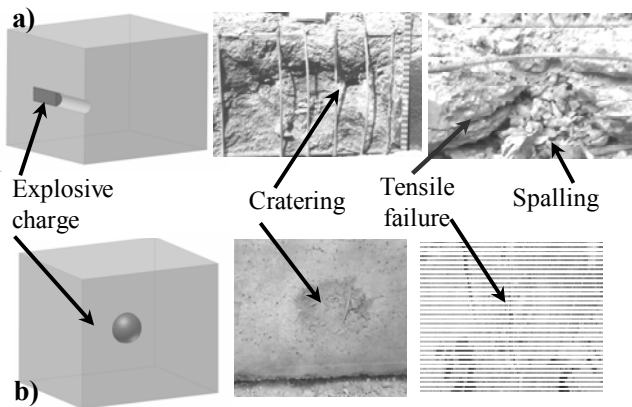 a)
Explosive
charge
Cratering
Tensile
failure
Spalling
b)